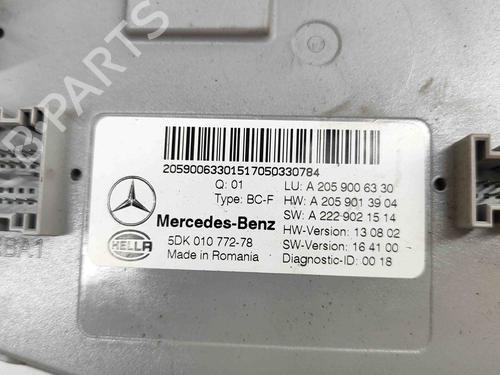 2059006330151705033​0784
Q: 01
Type: BC-F
Mercedes-Benz
HELLA
5DK 010 772-78
Made in Romania
LU: A 205 900 63 30
HW: A 205 901 39 04
SW: A 222 902 15 14
HW-Version: 13 08 02
SW-Version: 16 41 00
Diagnostic-ID: 00 18